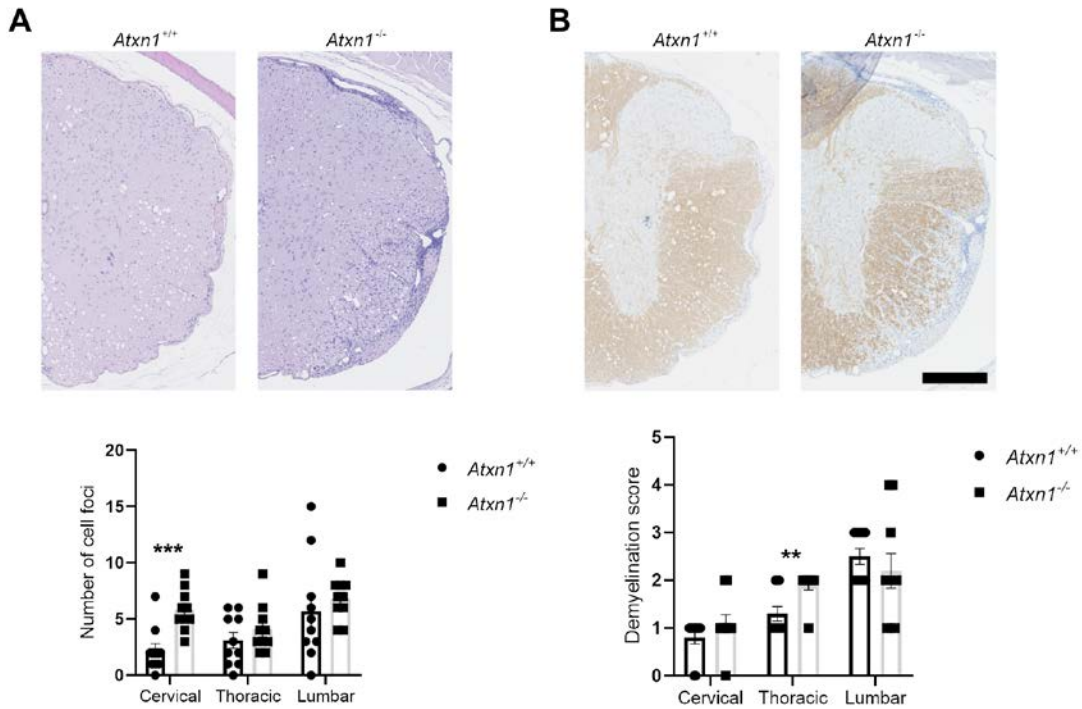 A
Atxn1+/+
Atxn1-/-
B
Atxn1+/+
Atxn1-/-
Number of cell foci
20
15
10
5
0
***
Cervical
Thoracic
Lumbar
Atxn1+/+
Atxn1-/-
Demyelination score
5
4
3
2
1
0
**
Cervical
Thoracic
Lumbar
Atxn1+/+
Atxn1-/-